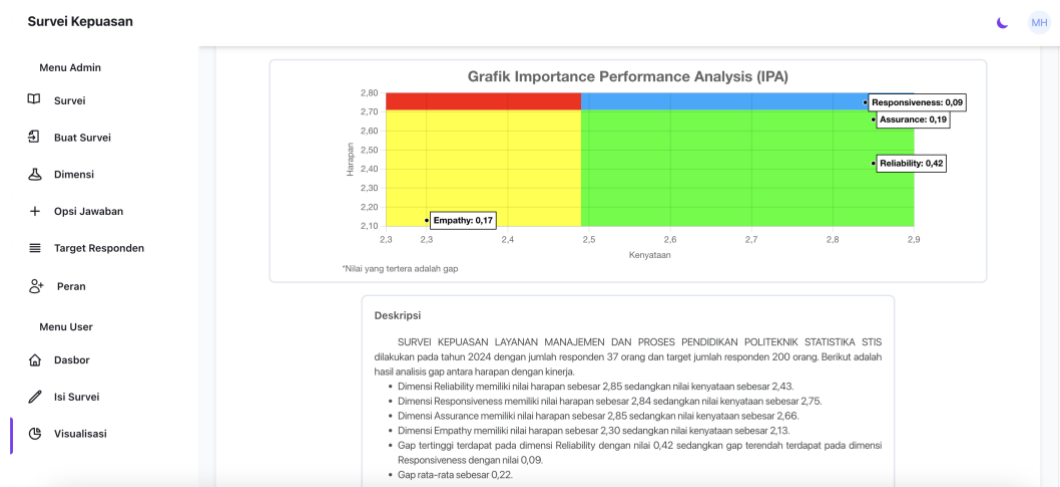 Survei Kepuasan
MH
Menu Admin
Survei
Buat Survei
Dimensi
Opsi Jawaban
Target Responden
Peran
Menu User
Dasbor
Isi Survei
Visualisasi
Grafik Importance Performance Analysis (IPA)
2,80
2,70
2,60
2,50
2,40
2,30
2,20
2,10
Harapan
Responsiveness: 0,09
Assurance: 0,19
Reliability: 0,42
Empathy: 0,17
2,3 2,3 2,4 2,5 2,6 2,7 2,8 2,9
Kenyataan
*Nilai yang tertera adalah gap
Deskripsi
SURVEI KEPUASAN LAYANAN MANAJEMEN DAN PROSES PENDIDIKAN POLITEKNIK STATISTIKA STIS
dilakukan pada tahun 2024 dengan jumlah responden 37 orang dan target jumlah responden 200 orang. Berikut adalah
hasil analisis gap antara harapan dengan kinerja.
• Dimensi Reliability memiliki nilai harapan sebesar 2,85 sedangkan nilai kenyataan sebesar 2,43.
• Dimensi Responsiveness memiliki nilai harapan sebesar 2,84 sedangkan nilai kenyataan sebesar 2,75.
• Dimensi Assurance memiliki nilai harapan sebesar 2,85 sedangkan nilai kenyataan sebesar 2,66.
• Dimensi Empathy memiliki nilai harapan sebesar 2,30 sedangkan nilai kenyataan sebesar 2,13.
• Gap tertinggi terdapat pada dimensi Reliability dengan nilai 0,42 sedangkan gap terendah terdapat pada dimensi
Responsiveness dengan nilai 0,09.
• Gap rata-rata sebesar 0,22.